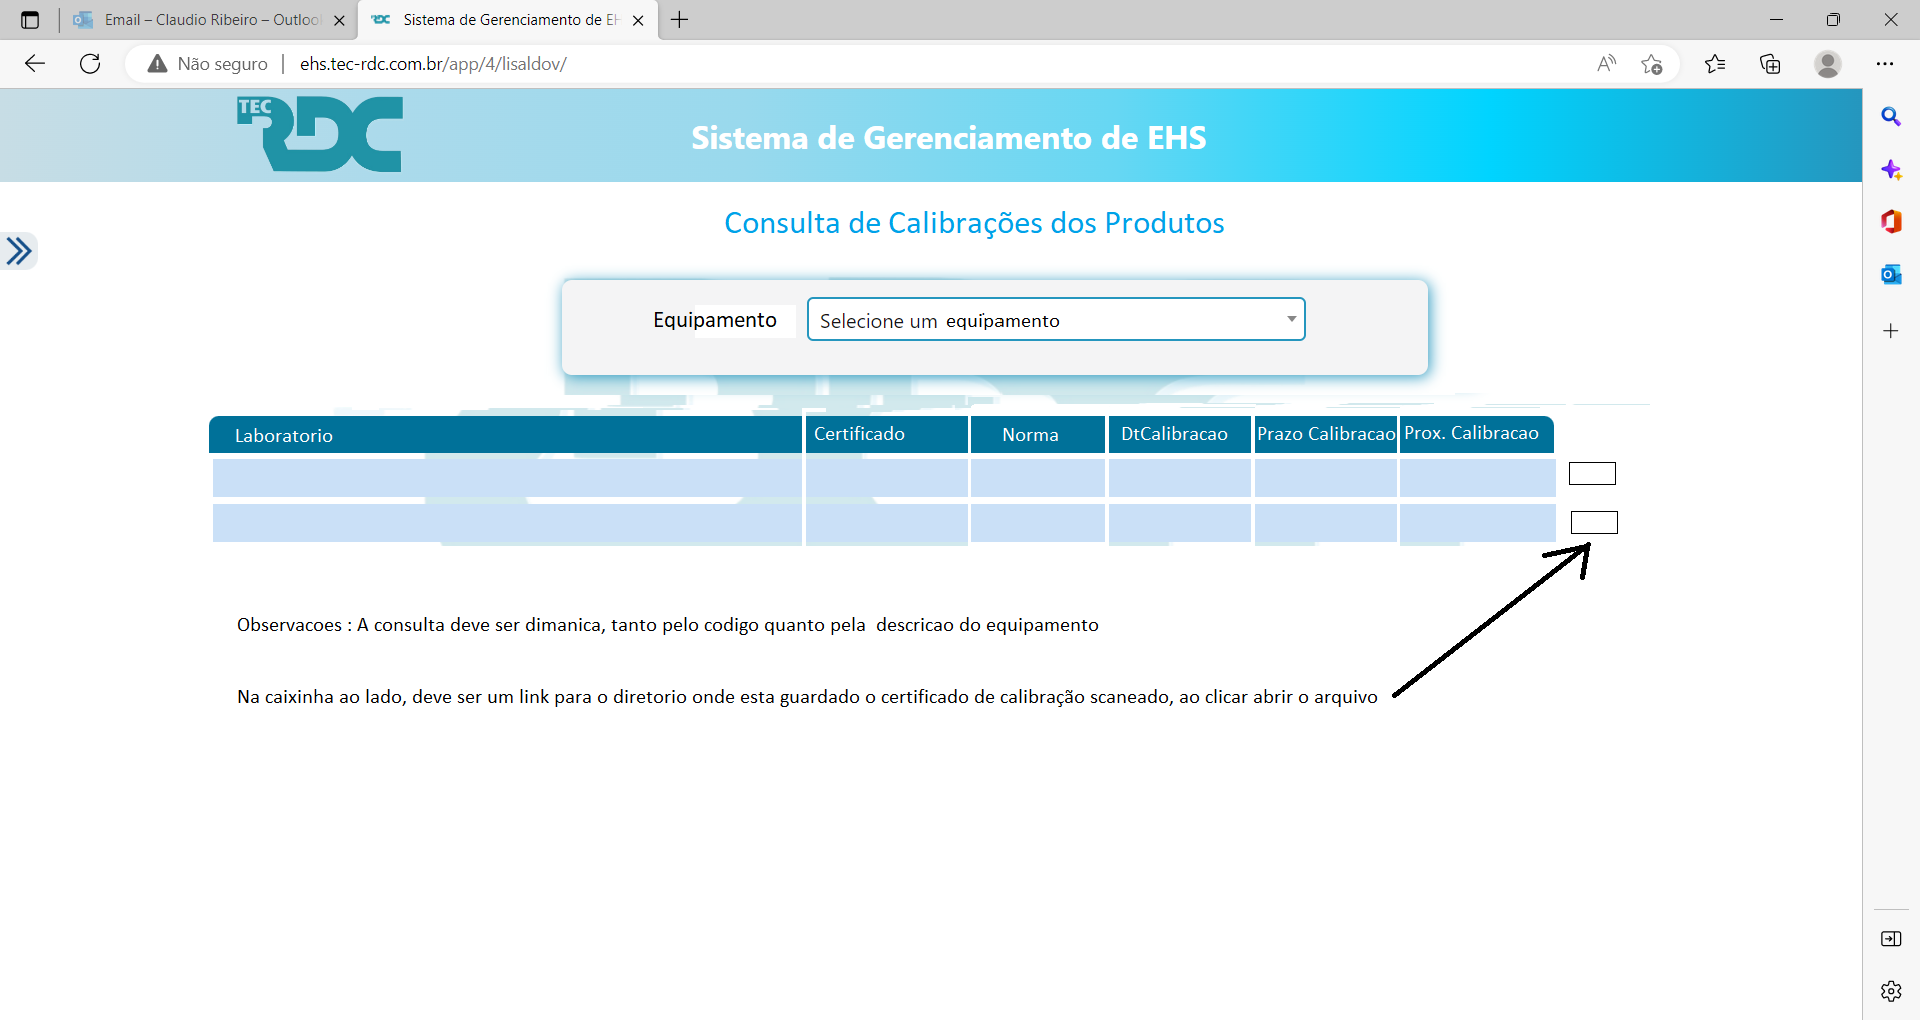 Email – Claudio Ribeiro – Outloo
Sistema de Gerenciamento de EH
Não seguro
ehs.tec-rdc.com.br/app/4/lisaldov/
TEC RDC
Sistema de Gerenciamento de EHS
Consulta de Calibrações dos Produtos
Equipamento
Selecione um equipamento
Laboratorio Certificado Norma DtCalibracao Prazo Calibracao Prox. Calibracao
Observacoes : A consulta deve ser dimanica, tanto pelo codigo quanto pela descricao do equipamento
Na caixinha ao lado, deve ser um link para o diretorio onde esta guardado o certificado de calibração scaneado, ao clicar abrir o arquivo